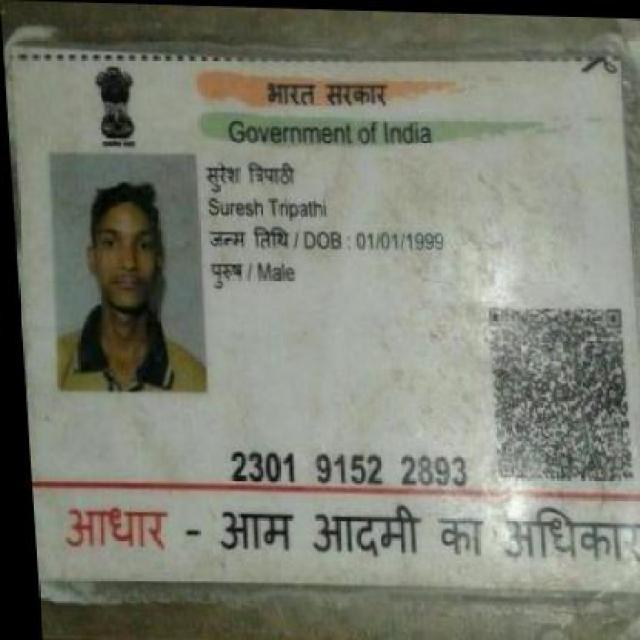 भारत सरकार
Government of India
सुरेश त्रिपाठी
Suresh Tripathi
जन्म तिथि / DOB : 01/01/1999
पुरुष / Male
2301 9152 2893
आधार - आम आदमी का अधिकार